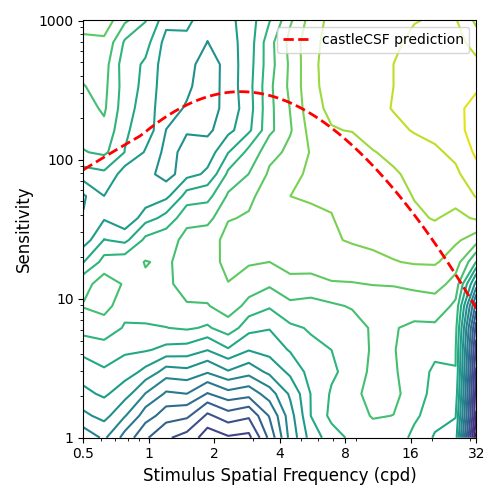 castleCSF prediction
Sensitivity
1000
100
10
1
0.5 1 2 4 8 16 32
Stimulus Spatial Frequency (cpd)